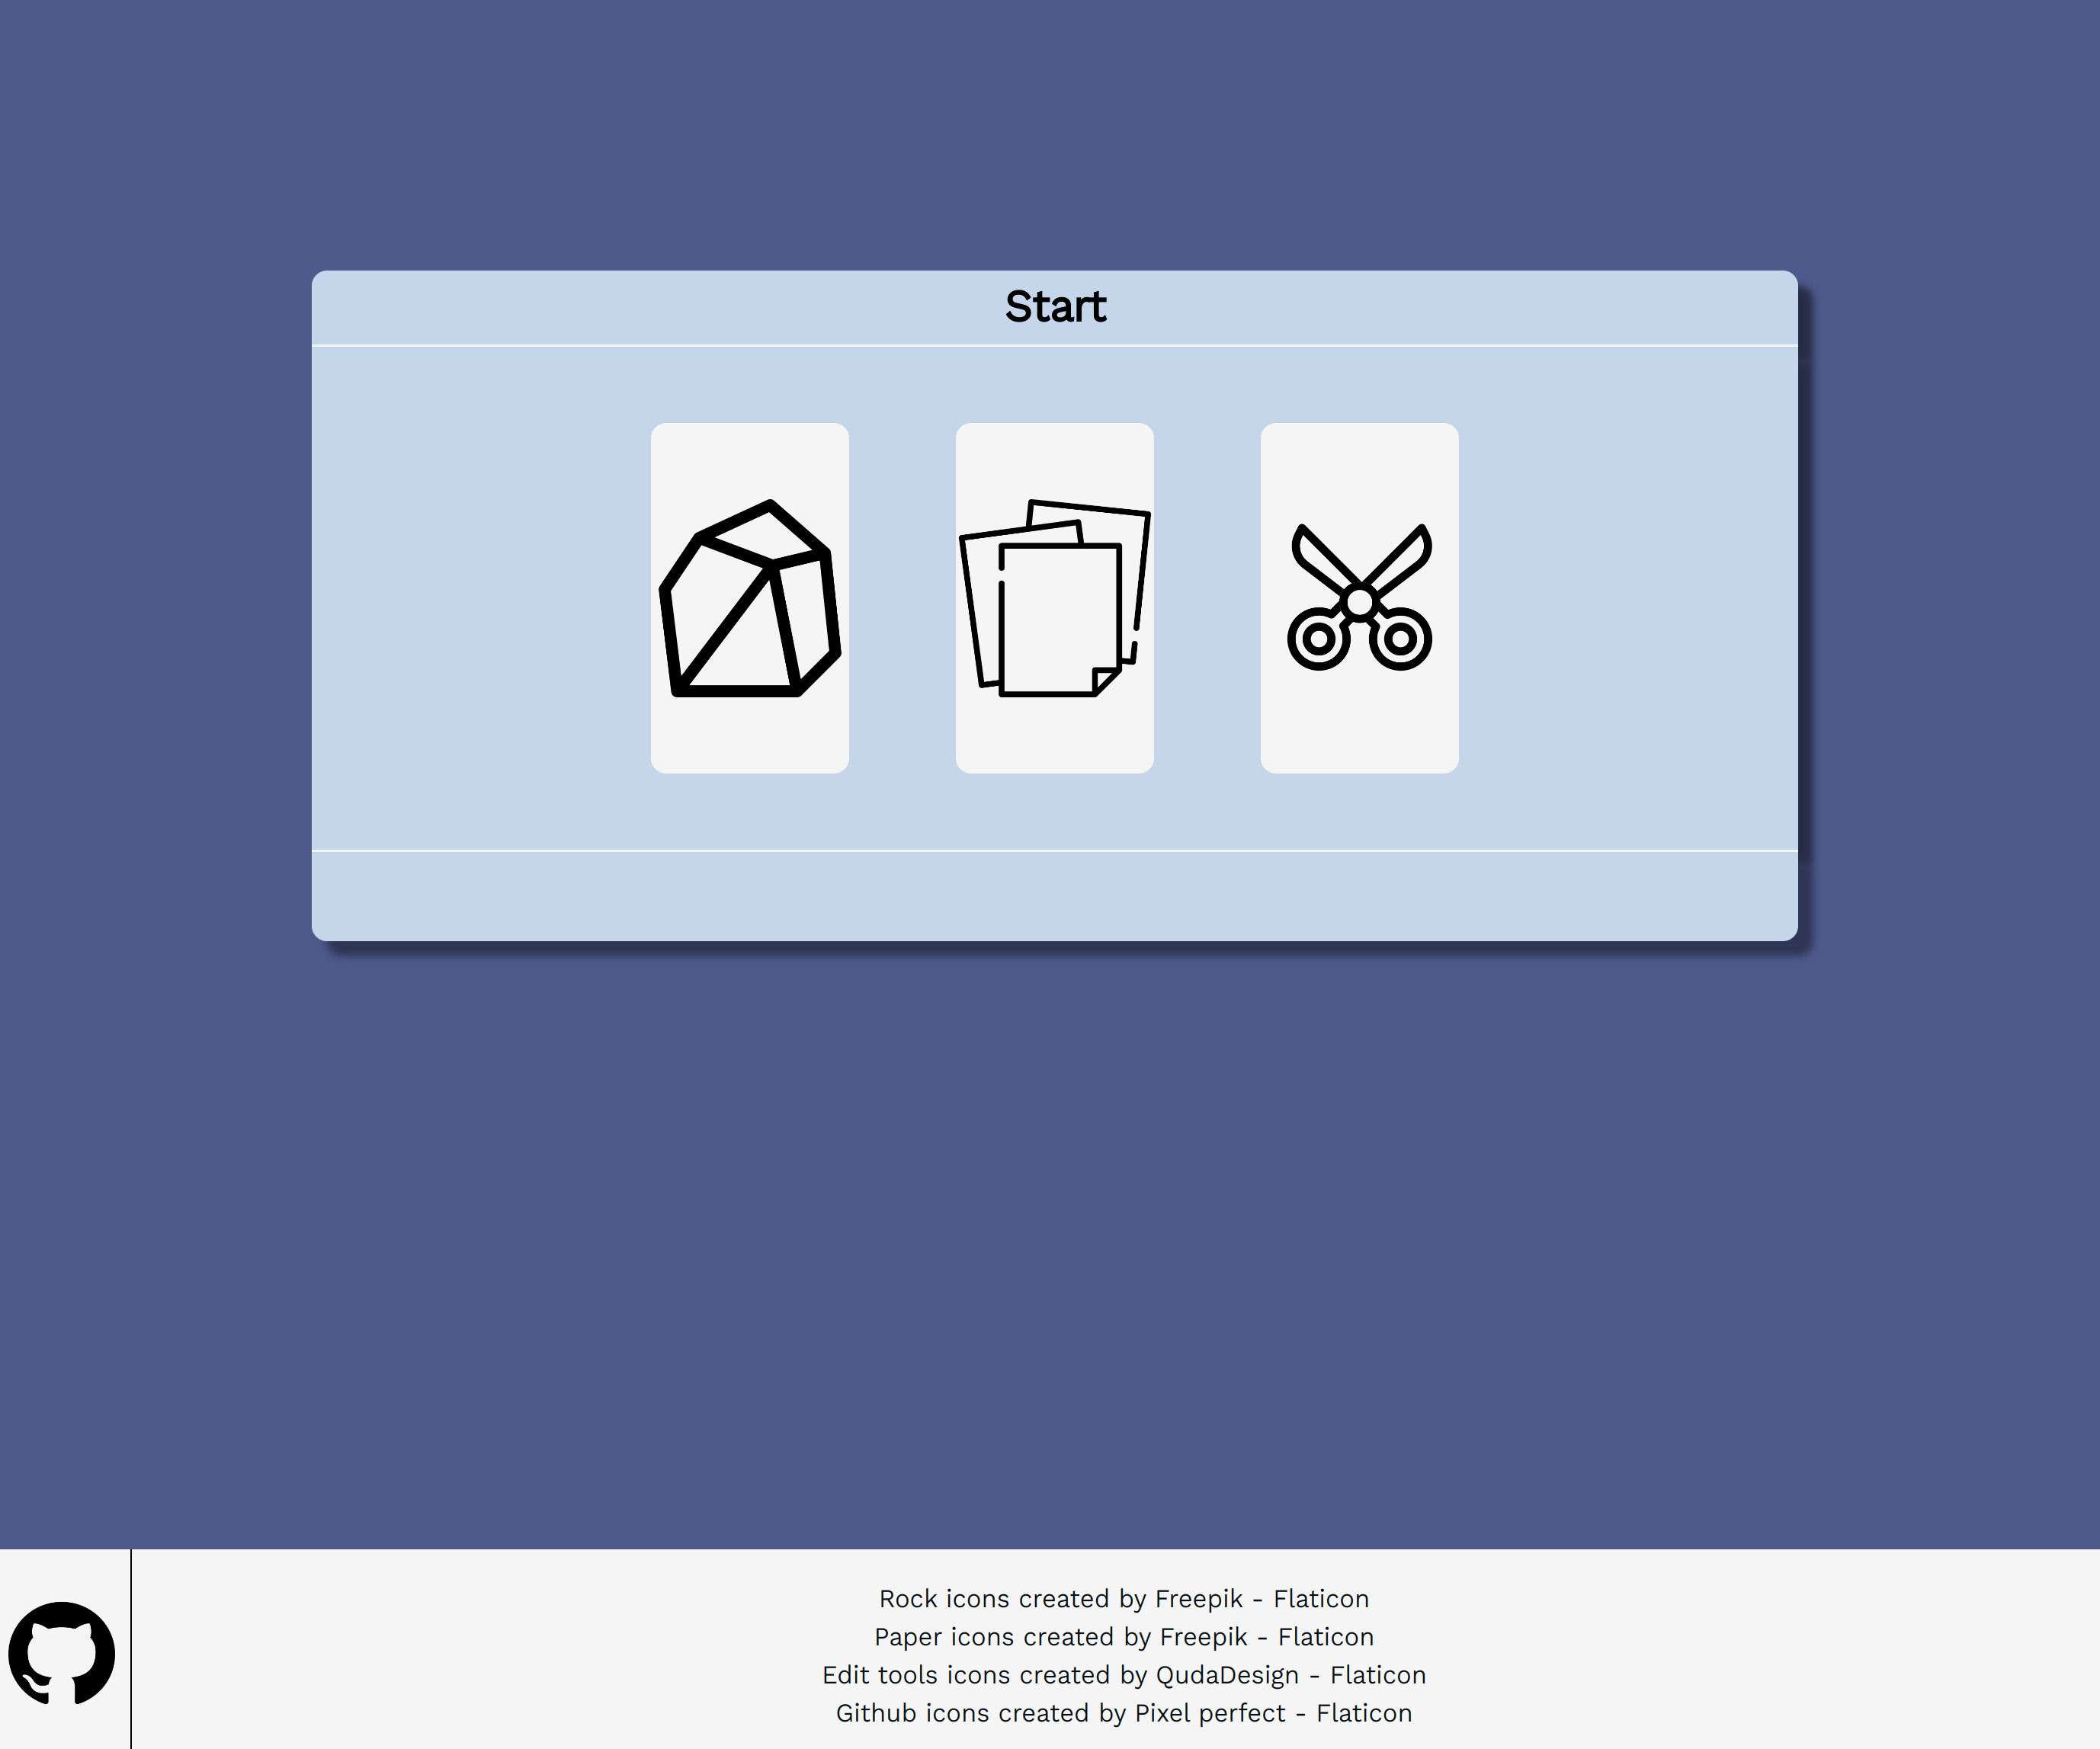 Start
Rock icons created by Freepik - Flaticon
Paper icons created by Freepik - Flaticon
Edit tools icons created by QudaDesign - Flaticon
Github icons created by Pixel perfect - Flaticon